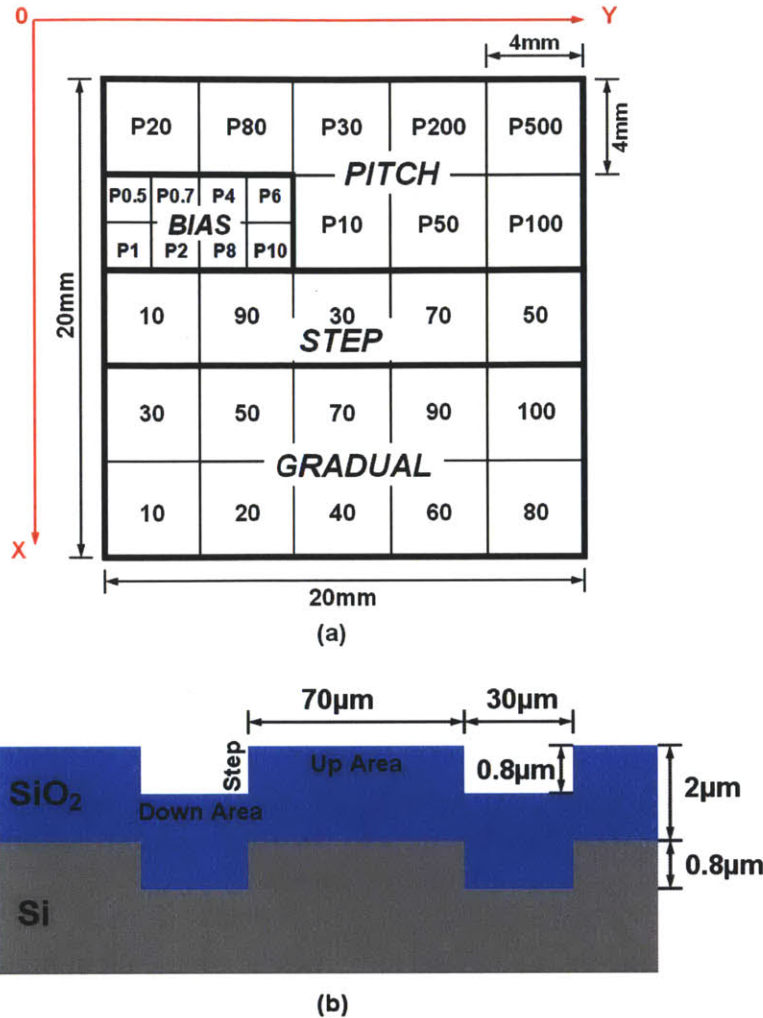 0
Y
4mm
P20 P80 P30 P200 P500
4mm
PITCH
P0.5 P0.7 P4 P6
BIAS
P10 P50 P100
P1 P2 P8 P10
20mm
10 90 30 70 50
STEP
30 50 70 90 100
GRADUAL
10 20 40 60 80
X
20mm
(a)
70µm 30µm
Step
Up Area
0.8µm
SiO₂
2µm
Down Area
0.8µm
Si
(b)